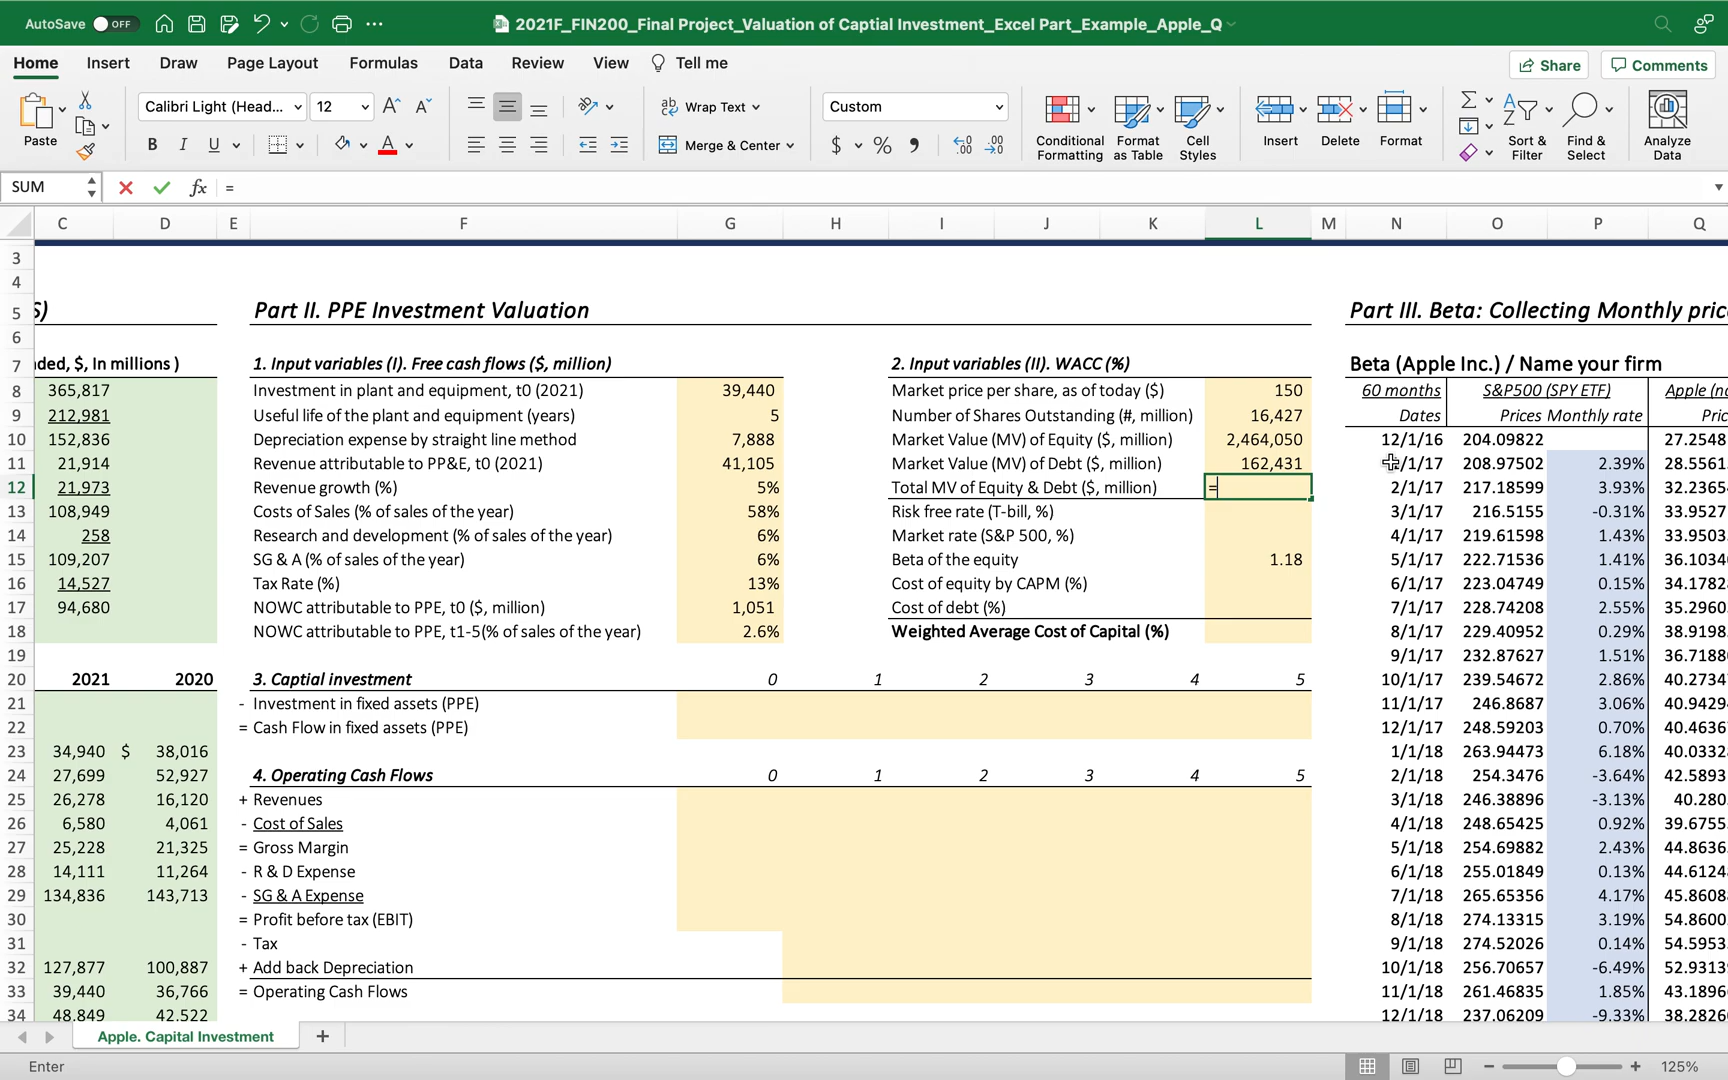 AutoSave OFF 2021F_FIN200_Final Project_Valuation of Captial Investment_Excel Part_Example_Apple_Q
Home Insert Draw Page Layout Formulas Data Review View Tell me Share Comments
Paste Calibri Light (Head... 12 Wrap Text Custom
B I U A Merge & Center $ % Conditional Formatting Format as Table Cell Styles Insert Delete Format Sort & Filter Find & Select Analyze Data
SUM fx =
C D E F G H I J K L M N O P Q
3
4
5 Part II. PPE Investment Valuation Part III. Beta: Collecting Monthly pric
6
7 ded, $, In millions ) 1. Input variables (I). Free cash flows ($, million) 2. Input variables (II). WACC (%) Beta (Apple Inc.) / Name your firm
8 365,817 Investment in plant and equipment, t0 (2021) 39,440 Market price per share, as of today ($) 150 60 months S&P500 (SPY ETF) Apple (no
9 212,981 Useful life of the plant and equipment (years) 5 Number of Shares Outstanding (#, million) 16,427 Dates Prices Monthly rate Pric
10 152,836 Depreciation expense by straight line method 7,888 Market Value (MV) of Equity ($, million) 2,464,050 12/1/16 204.09822 27.2548
11 21,914 Revenue attributable to PP&E, t0 (2021) 41,105 Market Value (MV) of Debt ($, million) 162,431 /1/17 208.97502 2.39% 28.5561
12 21,973 Revenue growth (%) 5% Total MV of Equity & Debt ($, million) = 2/1/17 217.18599 3.93% 32.2365
13 108,949 Costs of Sales (% of sales of the year) 58% Risk free rate (T-bill, %) 3/1/17 216.5155 -0.31% 33.9527
14 258 Research and development (% of sales of the year) 6% Market rate (S&P 500, %) 4/1/17 219.61598 1.43% 33.9503
15 109,207 SG & A (% of sales of the year) 6% Beta of the equity 1.18 5/1/17 222.71536 1.41% 36.1034
16 14,527 Tax Rate (%) 13% Cost of equity by CAPM (%) 6/1/17 223.04749 0.15% 34.1782
17 94,680 NOWC attributable to PPE, t0 ($, million) 1,051 Cost of debt (%) 7/1/17 228.74208 2.55% 35.2960
18 NOWC attributable to PPE, t1-5(% of sales of the year) 2.6% Weighted Average Cost of Capital (%) 8/1/17 229.40952 0.29% 38.9198
19 9/1/17 232.87627 1.51% 36.7188
20 2021 2020 3. Captial investment 0 1 2 3 4 5 10/1/17 239.54672 2.86% 40.2734
21 - Investment in fixed assets (PPE) 11/1/17 246.8687 3.06% 40.9429
22 = Cash Flow in fixed assets (PPE) 12/1/17 248.59203 0.70% 40.4636
23 34,940 $ 38,016 1/1/18 263.94473 6.18% 40.0332
24 27,699 52,927 4. Operating Cash Flows 0 1 2 3 4 5 2/1/18 254.3476 -3.64% 42.5893
25 26,278 16,120 + Revenues 3/1/18 246.38896 -3.13% 40.280
26 6,580 4,061 - Cost of Sales 4/1/18 248.65425 0.92% 39.6755
27 25,228 21,325 = Gross Margin 5/1/18 254.69882 2.43% 44.8636
28 14,111 11,264 - R & D Expense 6/1/18 255.01849 0.13% 44.6124
29 134,836 143,713 - SG & A Expense 7/1/18 265.65356 4.17% 45.8608
30 = Profit before tax (EBIT) 8/1/18 274.13315 3.19% 54.8600
31 - Tax 9/1/18 274.52026 0.14% 54.5953
32 127,877 100,887 + Add back Depreciation 10/1/18 256.70657 -6.49% 52.9313
33 39,440 36,766 = Operating Cash Flows 11/1/18 261.46835 1.85% 43.1896
34 48,849 42,522 12/1/18 237.06209 -9.33% 38.2826
Apple. Capital Investment +
Enter 125%